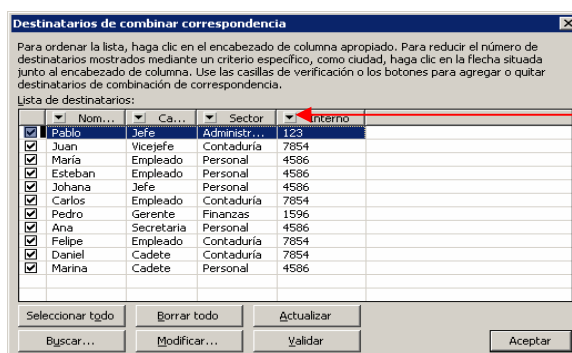 Destinatarios de combinar correspondencia
Para ordenar la lista, haga clic en el encabezado de columna apropiado. Para reducir el número de
destinatarios mostrados mediante un criterio específico, como ciudad, haga clic en la flecha situada
junto al encabezado de columna. Use las casillas de verificación o los botones para agregar o quitar
destinatarios de combinación de correspondencia.
Lista de destinatarios:
Nom... Ca... Sector Interno
Pablo Jefe Administr... 123
Juan Vicejefe Contaduría 7854
María Empleado Personal 4586
Esteban Empleado Personal 4586
Johana Jefe Personal 4586
Carlos Empleado Contaduría 7854
Pedro Gerente Finanzas 1596
Ana Secretaria Personal 4586
Felipe Empleado Contaduría 7854
Daniel Cadete Contaduría 7854
Marina Cadete Personal 4586
Seleccionar todo Borrar todo Actualizar
Buscar... Modificar... Validar Aceptar